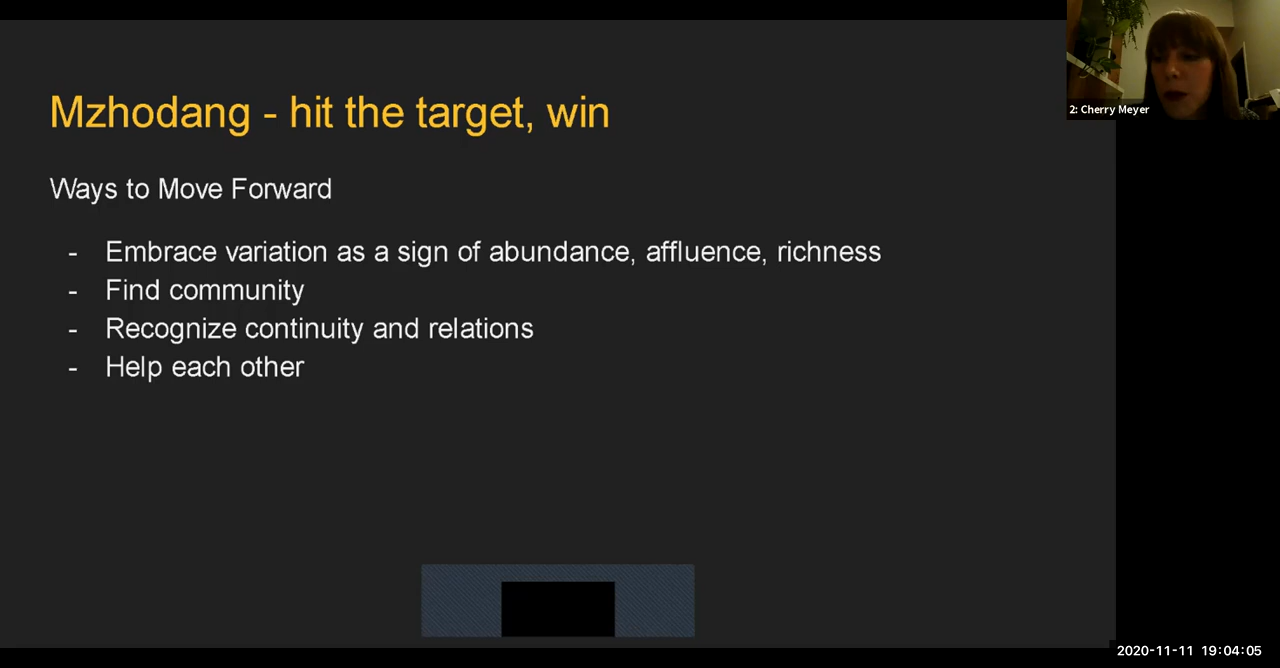 Mzhodang - hit the target, win
Ways to Move Forward
- Embrace variation as a sign of abundance, affluence, richness
- Find community
- Recognize continuity and relations
- Help each other
2: Cherry Meyer
2020-11-11 19:04:05